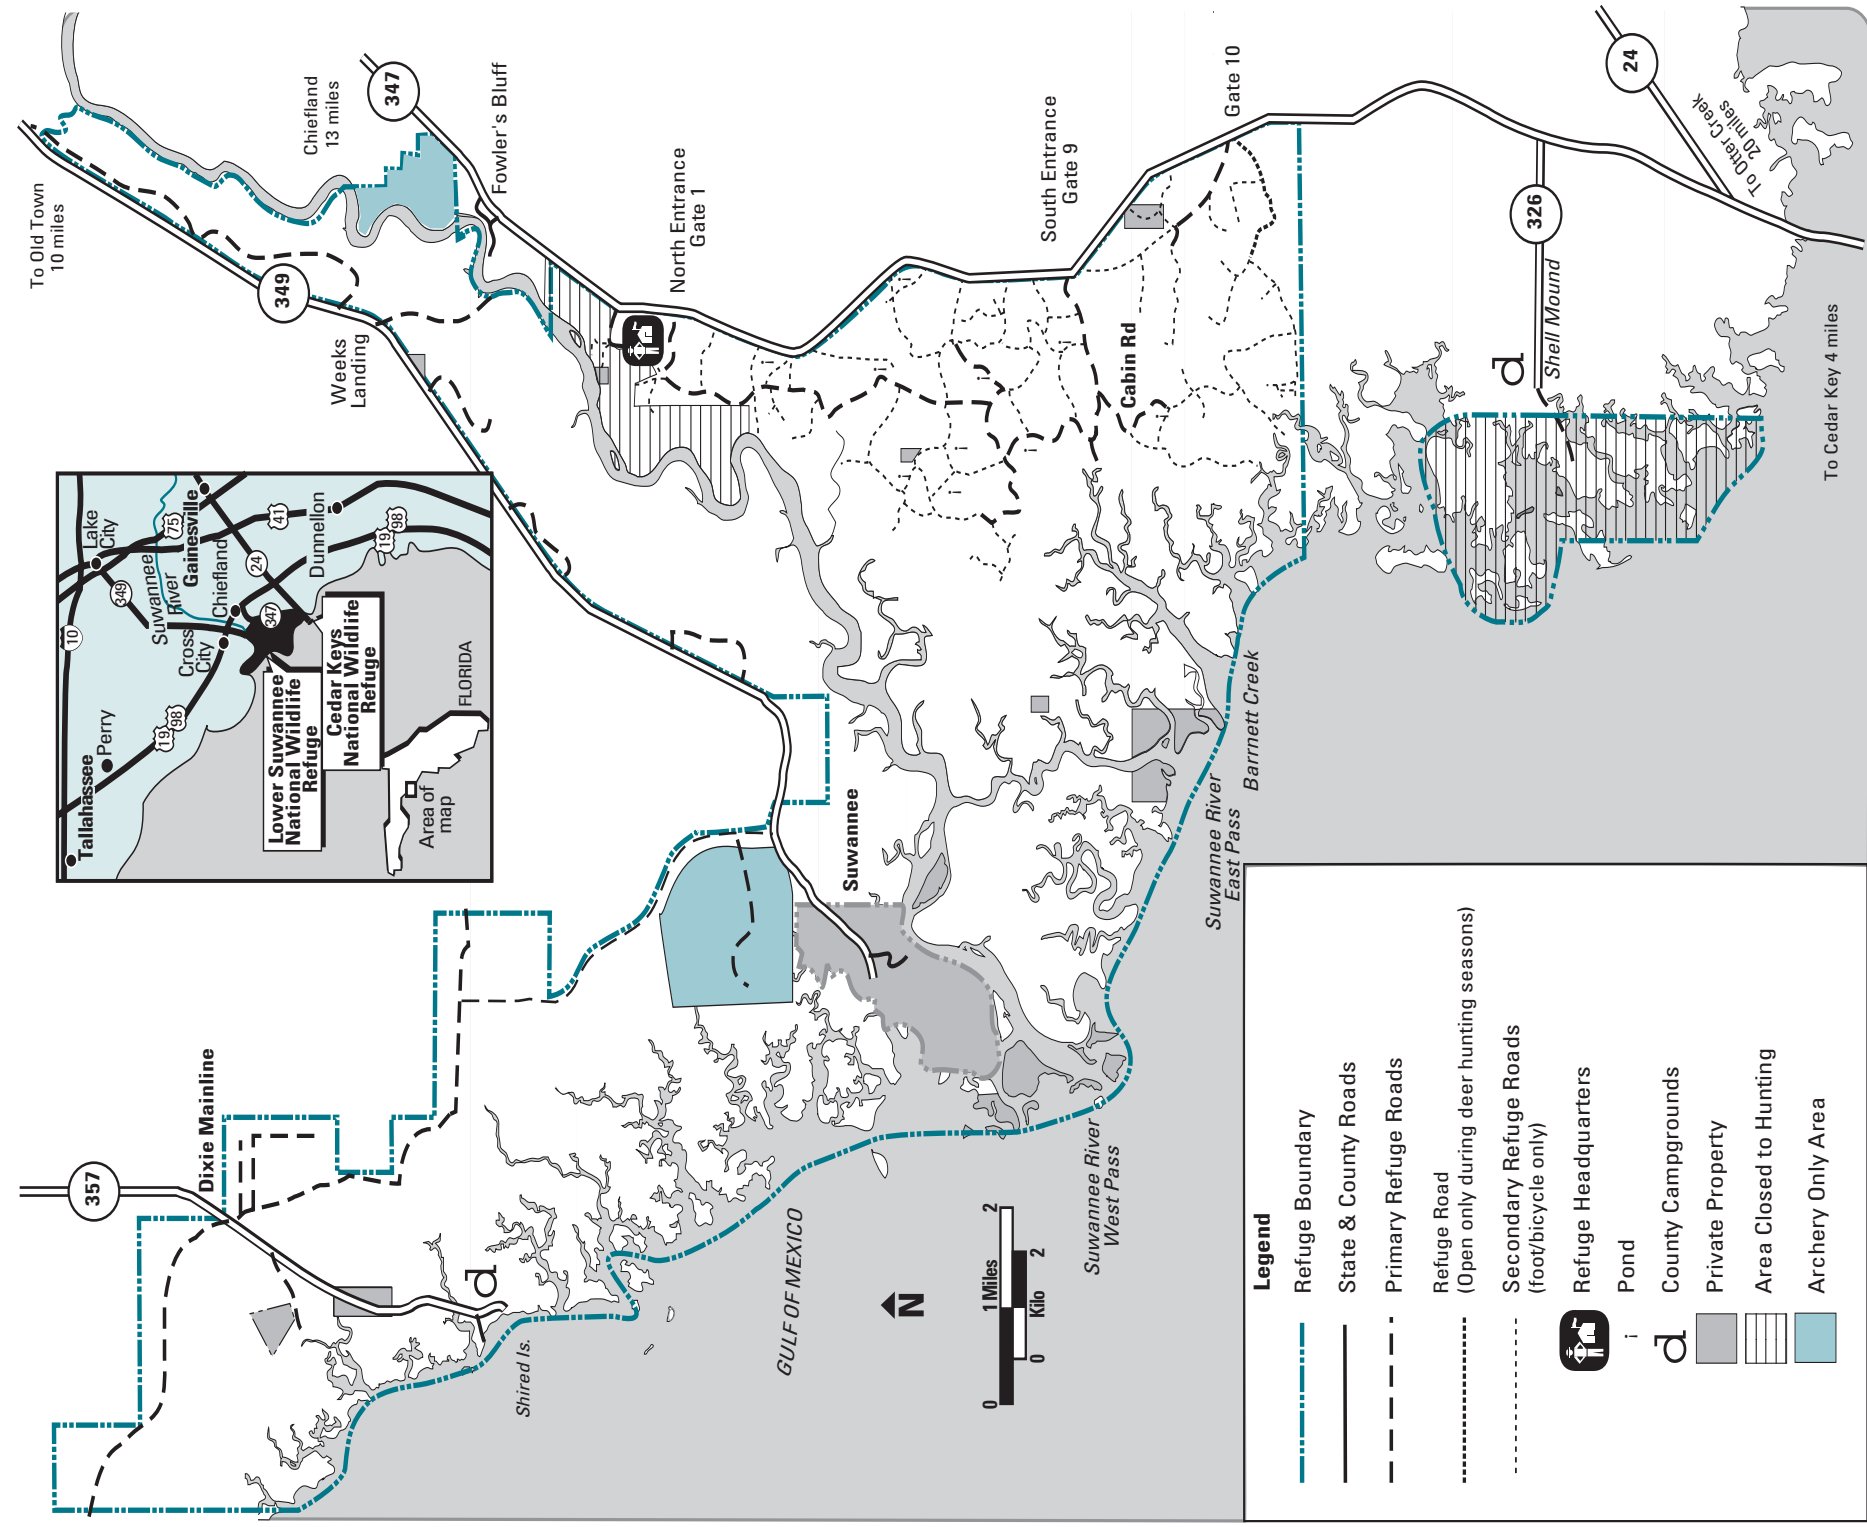 To Old Town
10 miles
349
Chiefland
13 miles
347
Fowler's Bluff
Weeks
Landing
North Entrance
Gate 1
South Entrance
Gate 9
Gate 10
Cabin Rd
24
To Otter Creek
20 miles
326
d
Shell Mound
To Cedar Key 4 miles
Tallahassee
Perry
10
Lake
City
349
Suwannee
River
75
Gainesville
41
24
Cross
City
Chiefland
Dunnellon
19
98
19
98
347
Lower Suwannee
National Wildlife
Refuge
Cedar Keys
National Wildlife
Refuge
FLORIDA
Area of
map
Suwannee
Dixie Mainline
357
d
Shired Is.
GULF OF MEXICO
N
Suwannee River
West Pass
Suwannee River
East Pass
Barrnett Creek
0
1 Miles
2
0
Kilo
2
Legend
Refuge Boundary
State & County Roads
Primary Refuge Roads
Refuge Road
(Open only during deer hunting seasons)
Secondary Refuge Roads
(foot/bicycle only)
Refuge Headquarters
¡ Pond
d County Campgrounds
Private Property
Area Closed to Hunting
Archery Only Area